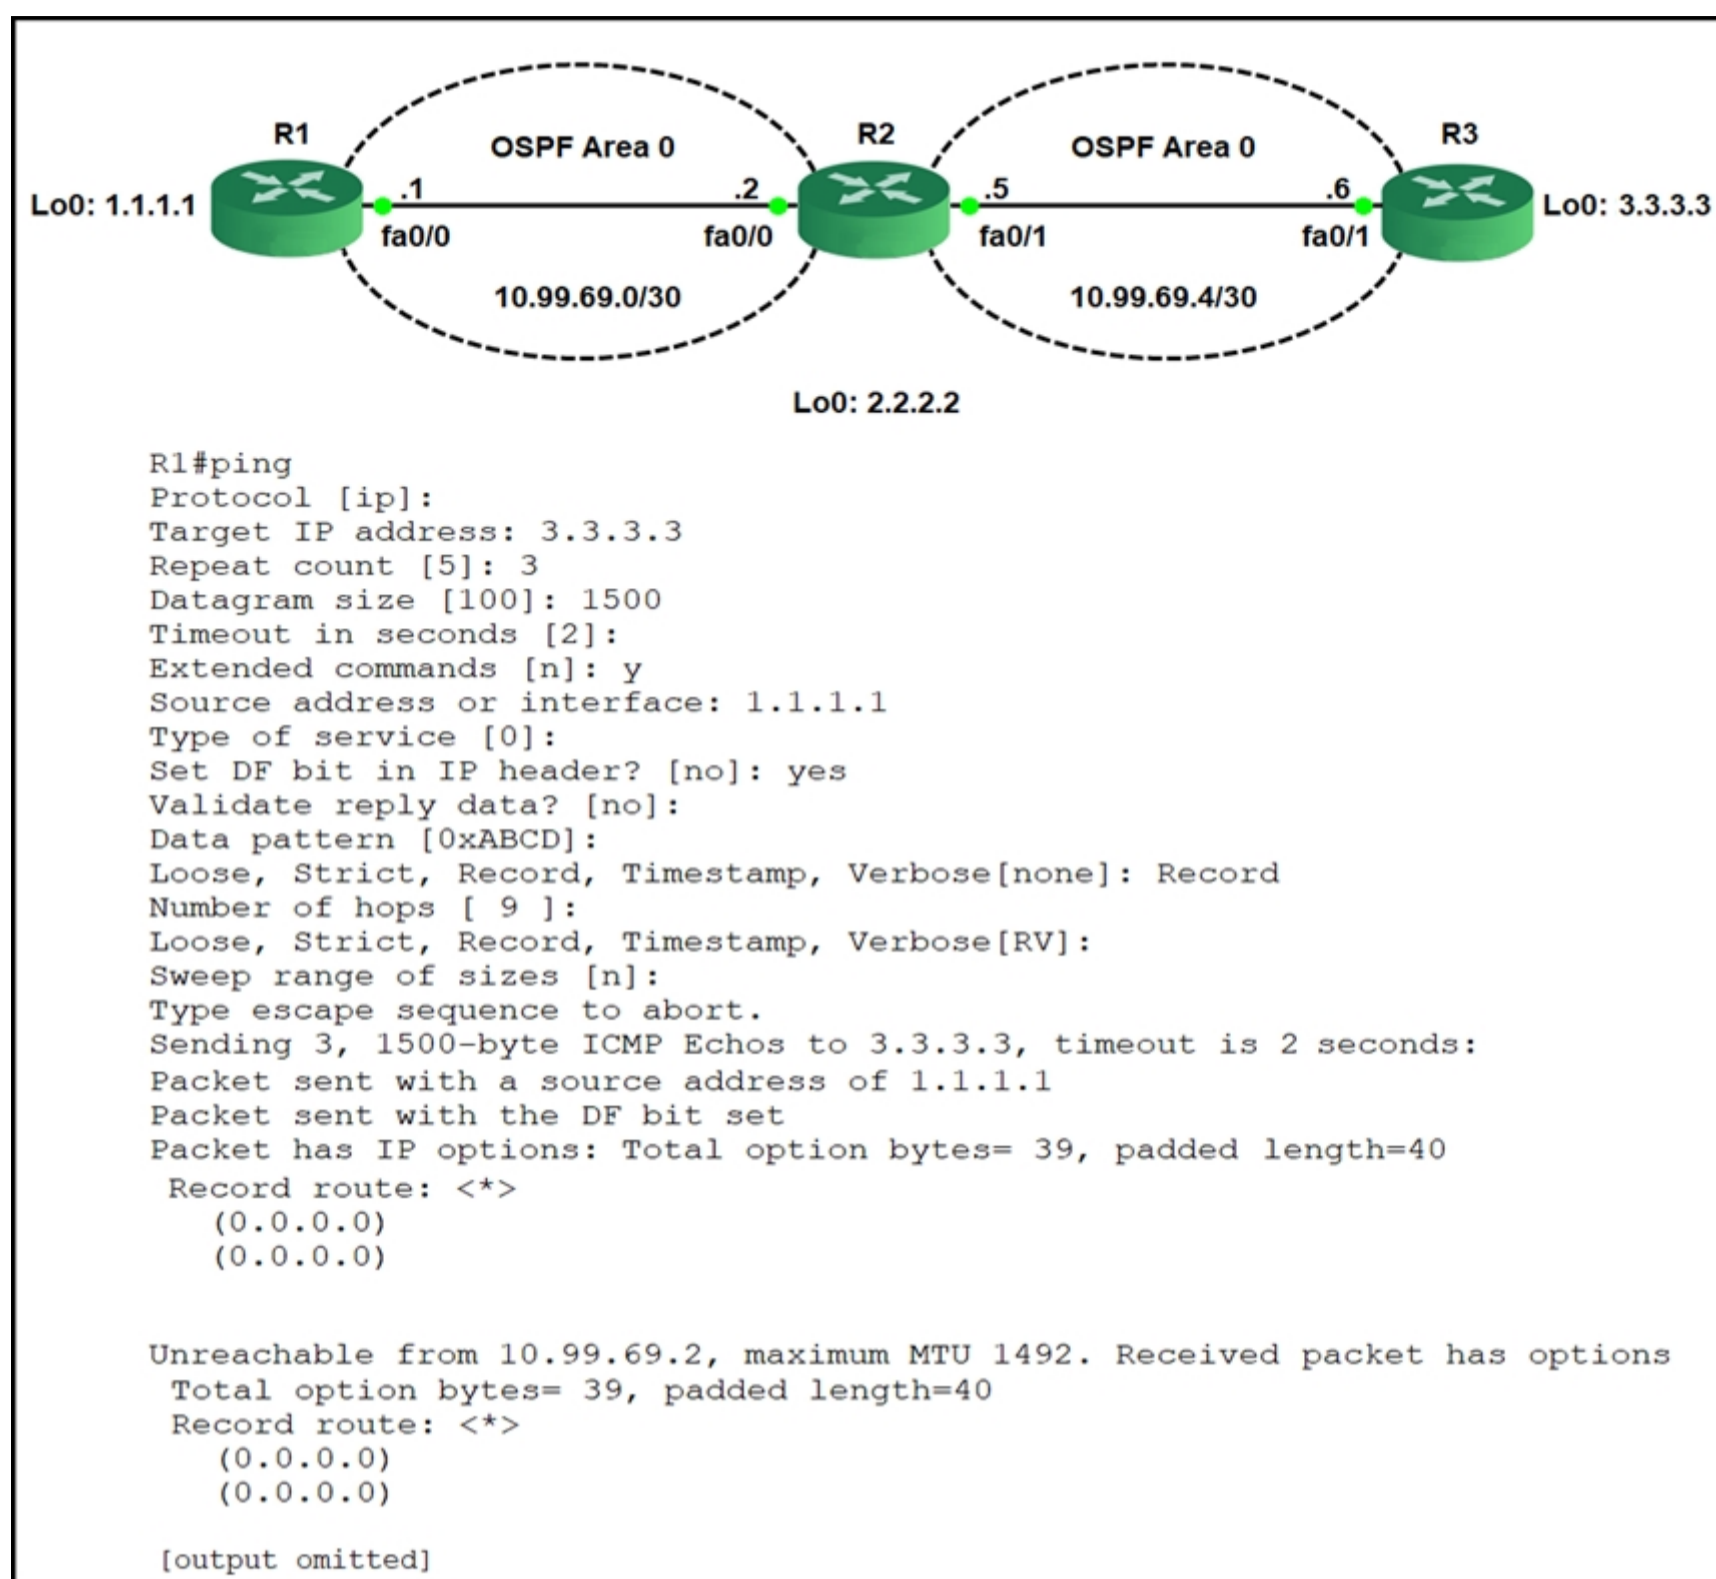 R1
OSPF Area 0
R2
OSPF Area 0
R3
Lo0: 1.1.1.1
.1
.2
.5
.6
Lo0: 3.3.3.3
fa0/0
fa0/0
fa0/1
fa0/1
10.99.69.0/30
10.99.69.4/30
Lo0: 2.2.2.2
R1#ping
Protocol [ip]:
Target IP address: 3.3.3.3
Repeat count [5]: 3
Datagram size [100]: 1500
Timeout in seconds [2]:
Extended commands [n]: y
Source address or interface: 1.1.1.1
Type of service [0]:
Set DF bit in IP header? [no]: yes
Validate reply data? [no]:
Data pattern [0xABCD]:
Loose, Strict, Record, Timestamp, Verbose[none]: Record
Number of hops [ 9 ]:
Loose, Strict, Record, Timestamp, Verbose[RV]:
Sweep range of sizes [n]:
Type escape sequence to abort.
Sending 3, 1500-byte ICMP Echos to 3.3.3.3, timeout is 2 seconds:
Packet sent with a source address of 1.1.1.1
Packet sent with the DF bit set
Packet has IP options: Total option bytes= 39, padded length=40
Record route: <*>
(0.0.0.0)
(0.0.0.0)
Unreachable from 10.99.69.2, maximum MTU 1492. Received packet has options
Total option bytes= 39, padded length=40
Record route: <*>
(0.0.0.0)
(0.0.0.0)
[output omitted]